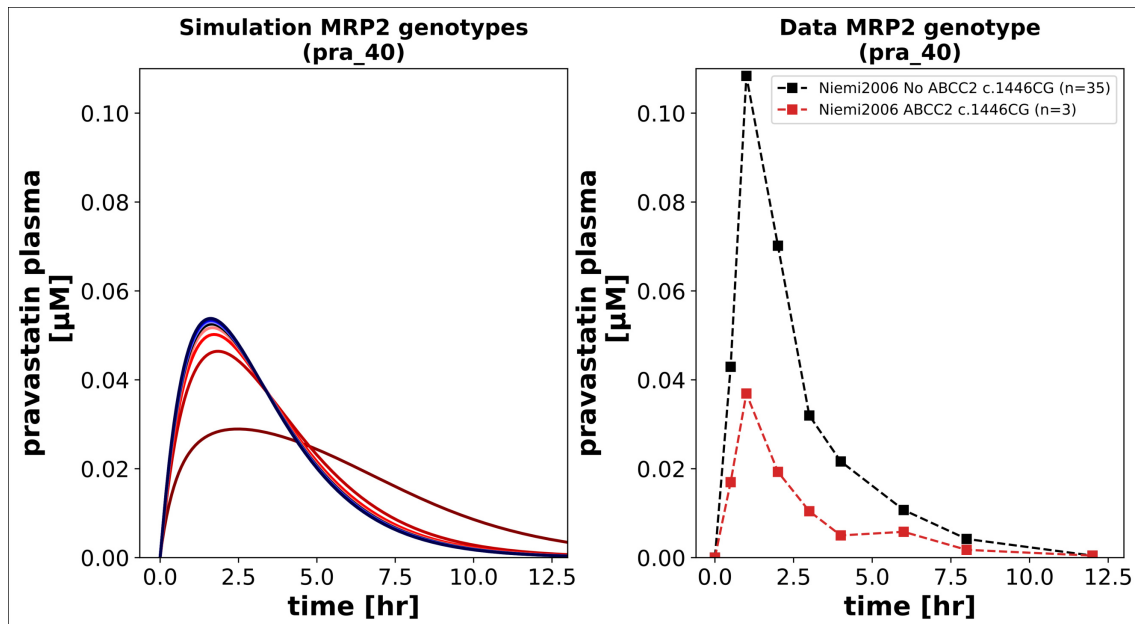 Simulation MRP2 genotypes
(pra_40)
pravastatin plasma
[µM]
0.10
0.08
0.06
0.04
0.02
0.00
0.0 2.5 5.0 7.5 10.0 12.5
time [hr]
Data MRP2 genotype
(pra_40)
Niemi2006 No ABCC2 c.1446CG (n=35)
Niemi2006 ABCC2 c.1446CG (n=3)
pravastatin plasma
[µM]
0.10
0.08
0.06
0.04
0.02
0.00
0.0 2.5 5.0 7.5 10.0 12.5
time [hr]